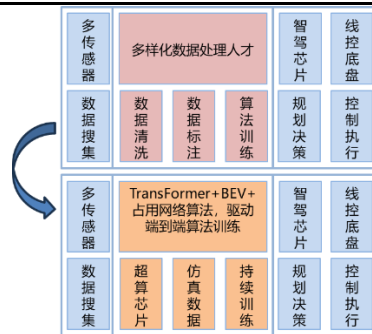 多传感器
多样化数据处理人才
智驾芯片
线控底盘
数据搜集
数据清洗
数据标注
算法训练
规划决策
控制执行
多传感器
TransFormer+BEV+
占用网络算法，驱动
端到端算法训练
智驾芯片
线控底盘
数据搜集
超算芯片
仿真数据
持续训练
规划决策
控制执行